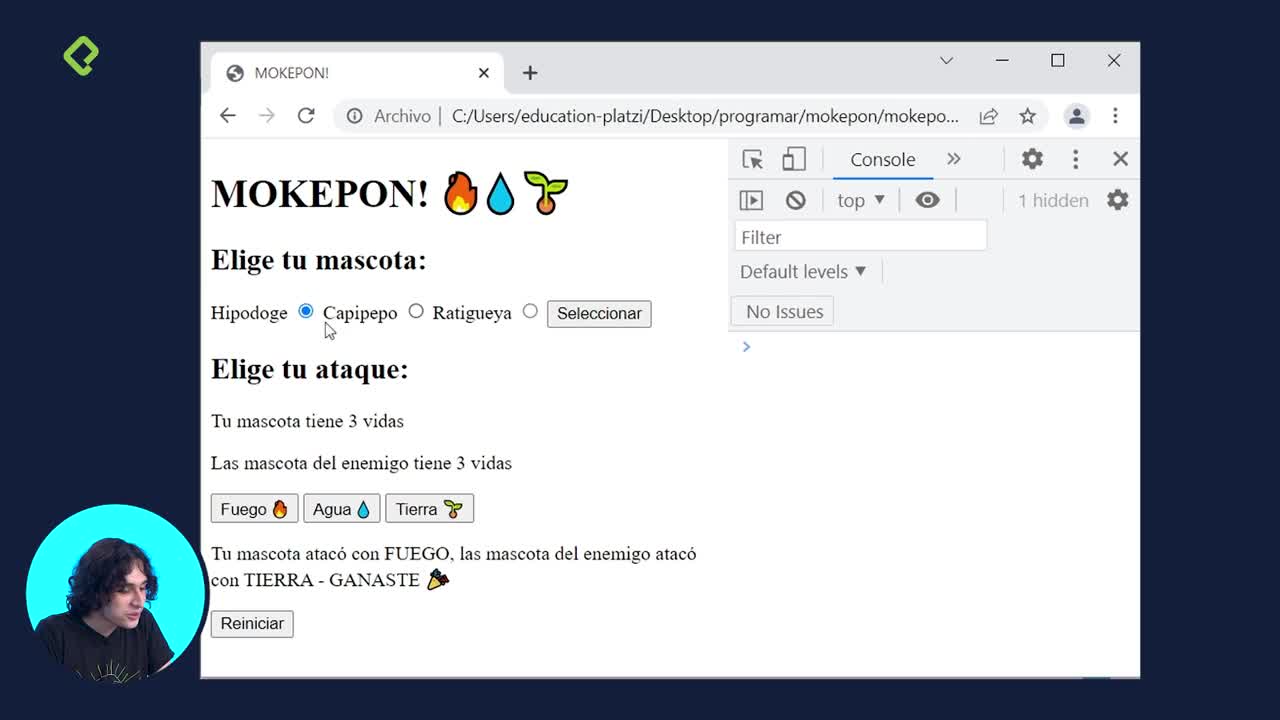 MOKEPON!
Archivo | C:/Users/education-platzi/Desktop/programar/mokepon/mokepo...
Console
top
1 hidden
Filter
Default levels
No Issues
MOKEPON! 🔥💧🌱
Elige tu mascota:
Hipodoge Capipepo Ratigueya Seleccionar
Elige tu ataque:
Tu mascota tiene 3 vidas
Las mascota del enemigo tiene 3 vidas
Fuego 🔥 Agua 💧 Tierra 🌱
Tu mascota atacó con FUEGO, las mascota del enemigo atacó
con TIERRA - GANASTE 🎉
Reiniciar